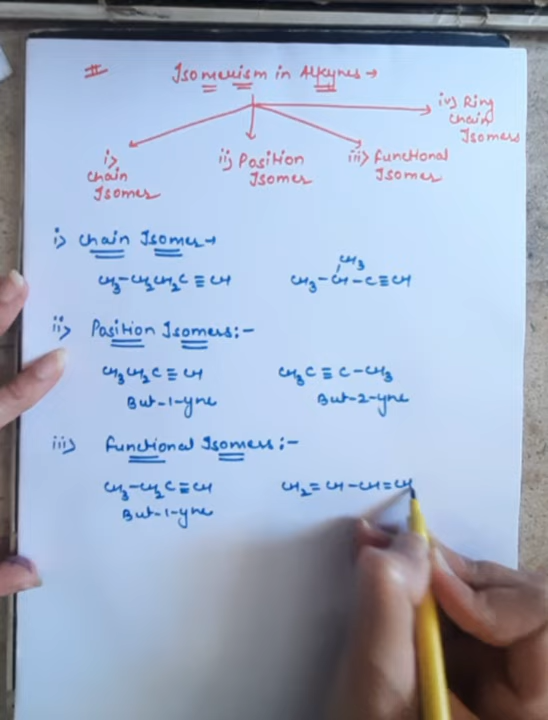 II Isomerism in Alkynes →
i) Chain Isomer
ii) Position Isomer
iii) Functional Isomer
iv) Ring Chain Isomers
i) Chain Isomer →
CH3-CH2CH2C≡CH
CH3
CH3-CH-C≡CH
ii) Position Isomers:-
CH3CH2C≡CH CH3C≡C-CH3
But-1-yne But-2-yne
iii) Functional Isomers:-
CH3-CH2C≡CH CH2=CH-CH=CH
But-1-yne